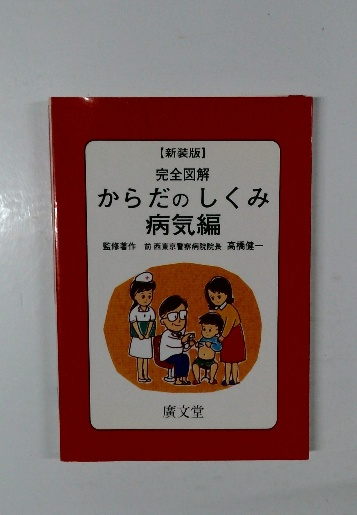 【新装版】
完全図解
からだのしくみ
病気編
監修著作 前 西東京警察病院院長 高橋健一
廣文堂